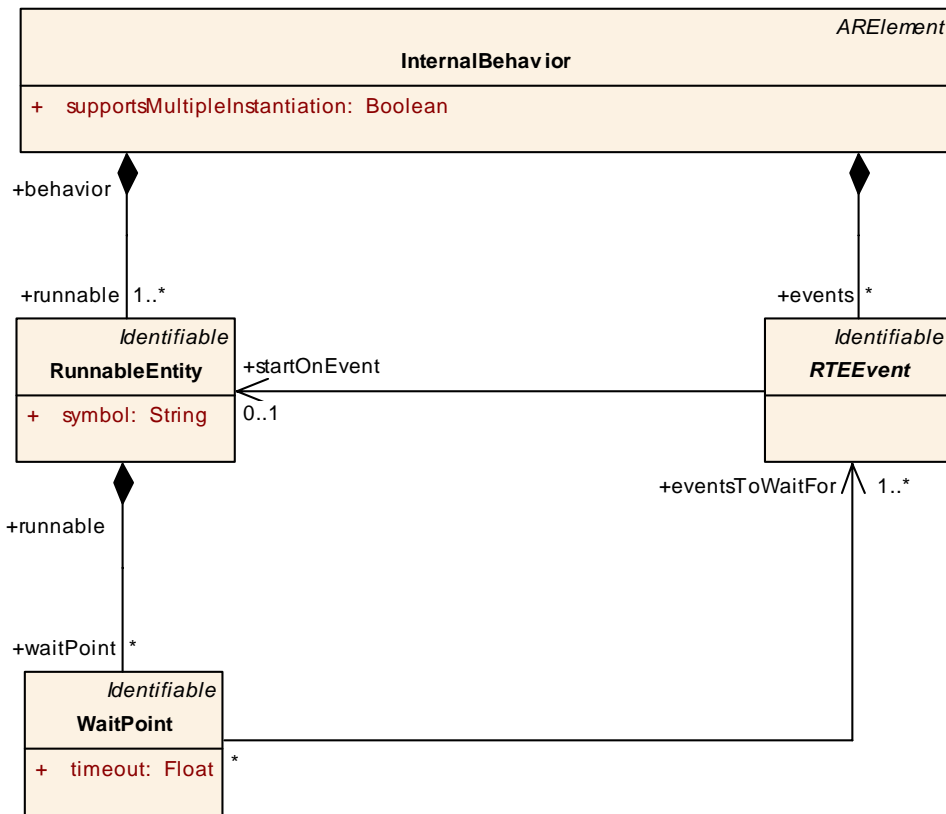 ARElement
InternalBehavior
+ supportsMultipleInstantiation: Boolean
+behavior
+runnable 1..*
+events *
Identifiable
RunnableEntity
+ symbol: String
+startOnEvent
0..1
Identifiable
RTEEvent
+eventsToWaitFor 1..*
+runnable
+waitPoint *
Identifiable
WaitPoint
+ timeout: Float
*